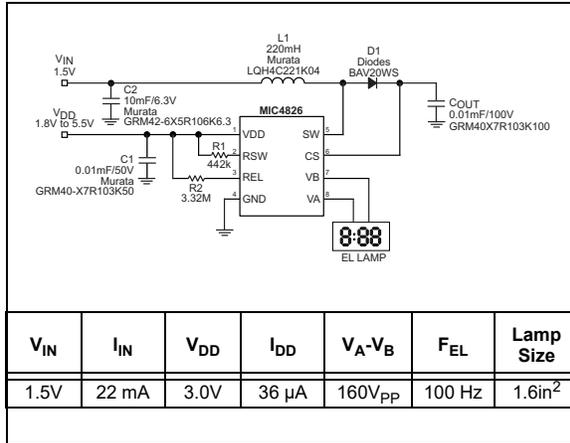 L1
220mH
Murata
LQH4C221K04
D1
Diodes
BAV20WS
VIN
1.5V
C2
10mF/6.3V
Murata
GRM42-6X5R106K6.3
COUT
0.01mF/100V
GRM40X7R103K100
VDD
1.8V to 5.5V
MIC4826
1 VDD SW 5
R1
442k
2 RSW CS 6
C1
0.01mF/50V
Murata
GRM40-X7R103K50
3 REL VB 7
R2
3.32M
4 GND VA 8
8:88
EL LAMP
VIN IIN VDD IDD VA-VB FEL Lamp Size
1.5V 22 mA 3.0V 36 µA 160VPP 100 Hz 1.6in2